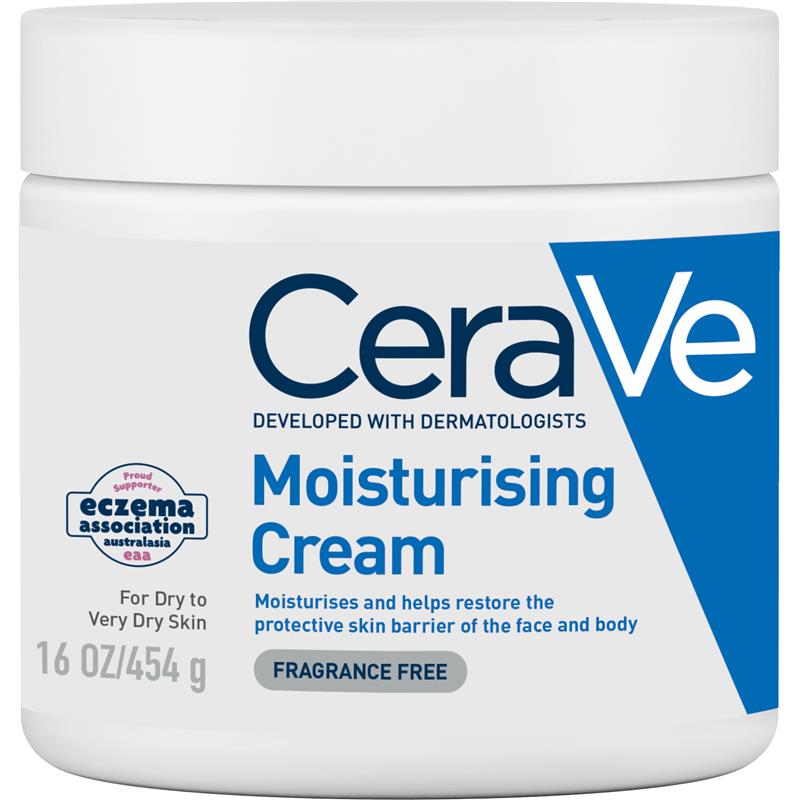 CeraVe
DEVELOPED WITH DERMATOLOGISTS
Moisturising
Cream
Moisturises and helps restore the
protective skin barrier of the face and body
FRAGRANCE FREE
Proud
Supporter
eczema
association
australasia
eaa
For Dry to
Very Dry Skin
16 OZ/454 g